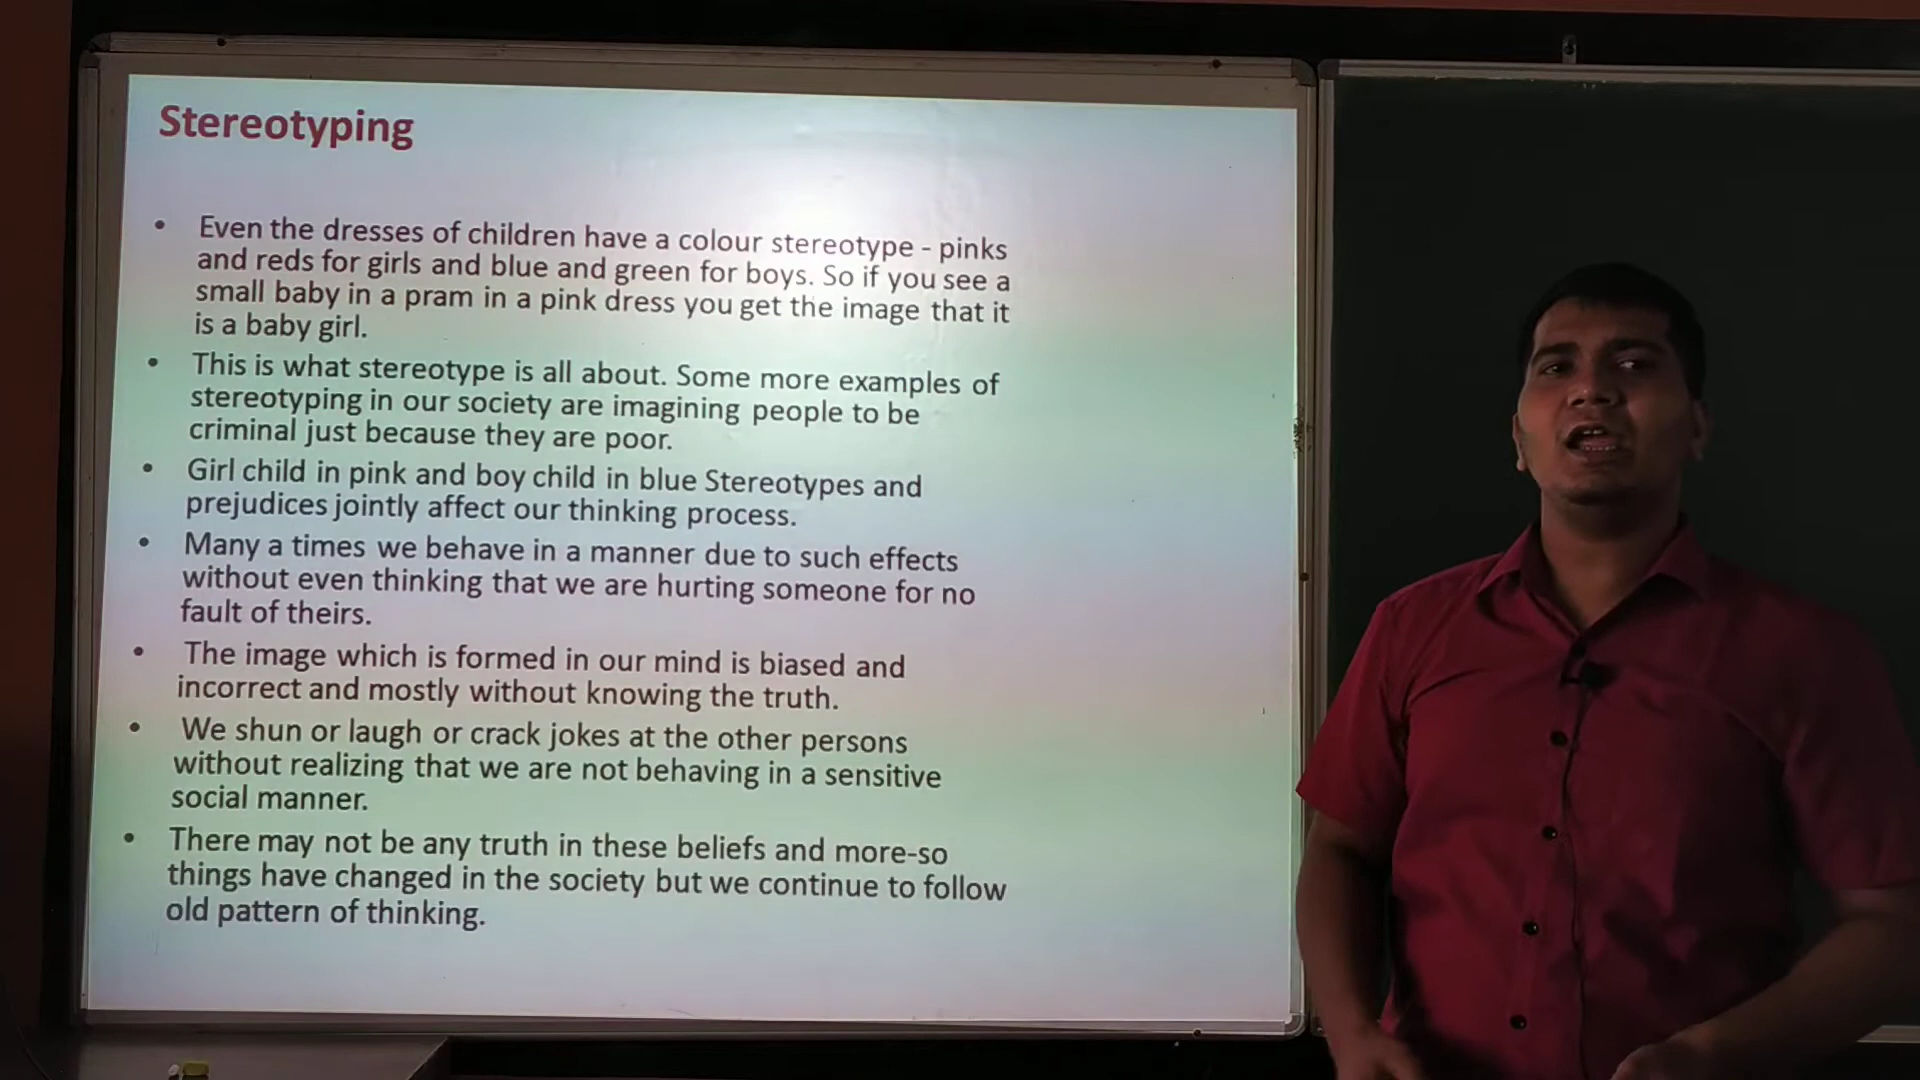 Stereotyping
• Even the dresses of children have a colour stereotype - pinks
and reds for girls and blue and green for boys. So if you see a
small baby in a pram in a pink dress you get the image that it
is a baby girl.
• This is what stereotype is all about. Some more examples of
stereotyping in our society are imagining people to be
criminal just because they are poor.
• Girl child in pink and boy child in blue Stereotypes and
prejudices jointly affect our thinking process.
• Many a times we behave in a manner due to such effects
without even thinking that we are hurting someone for no
fault of theirs.
• The image which is formed in our mind is biased and
incorrect and mostly without knowing the truth.
• We shun or laugh or crack jokes at the other persons
without realizing that we are not behaving in a sensitive
social manner.
• There may not be any truth in these beliefs and more-so
things have changed in the society but we continue to follow
old pattern of thinking.